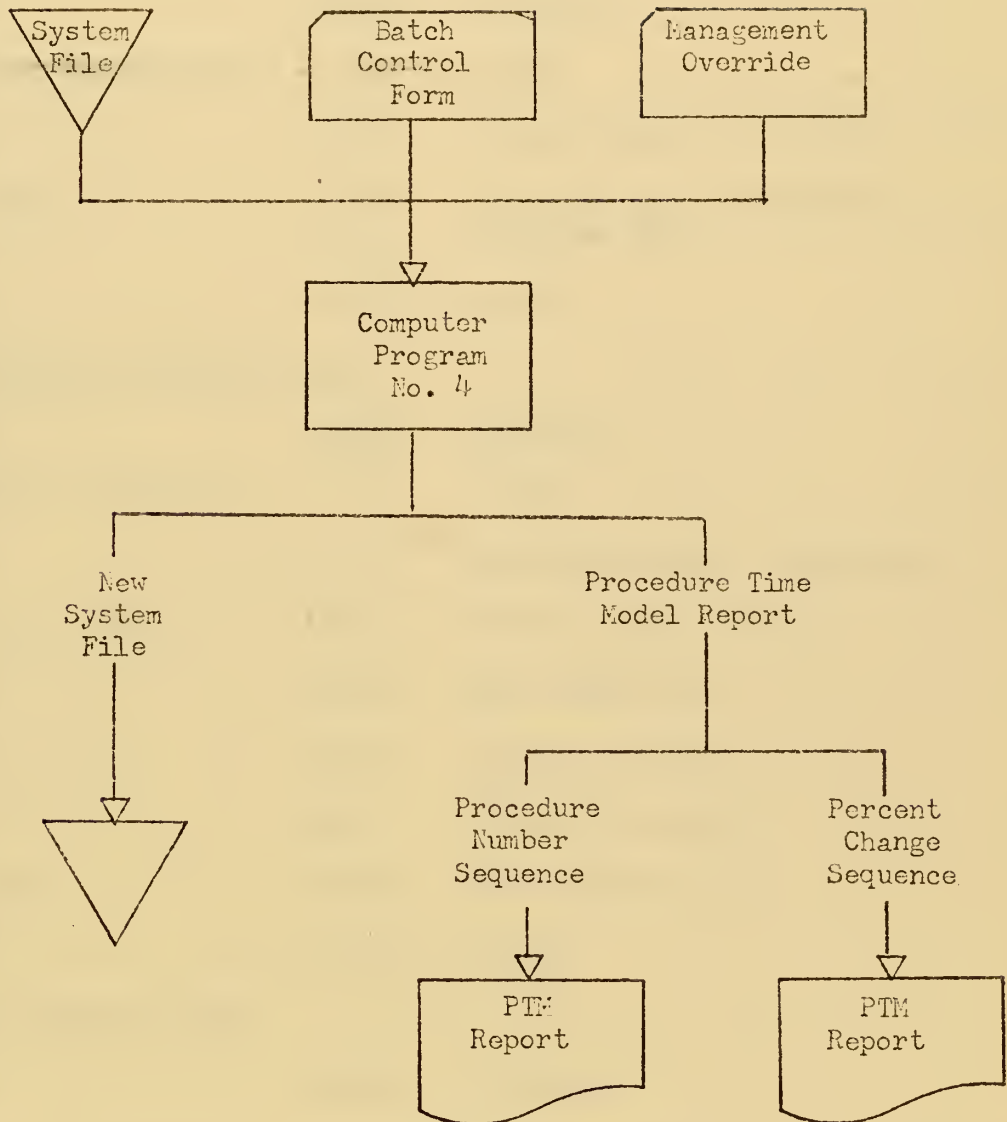 System
File
Batch
Control
Form
Management
Override
Computer
Program
No. 4
New
System
File
Procedure Time
Model Report
Procedure
Number
Sequence
Percent
Change
Sequence
PTM
Report
PTM
Report